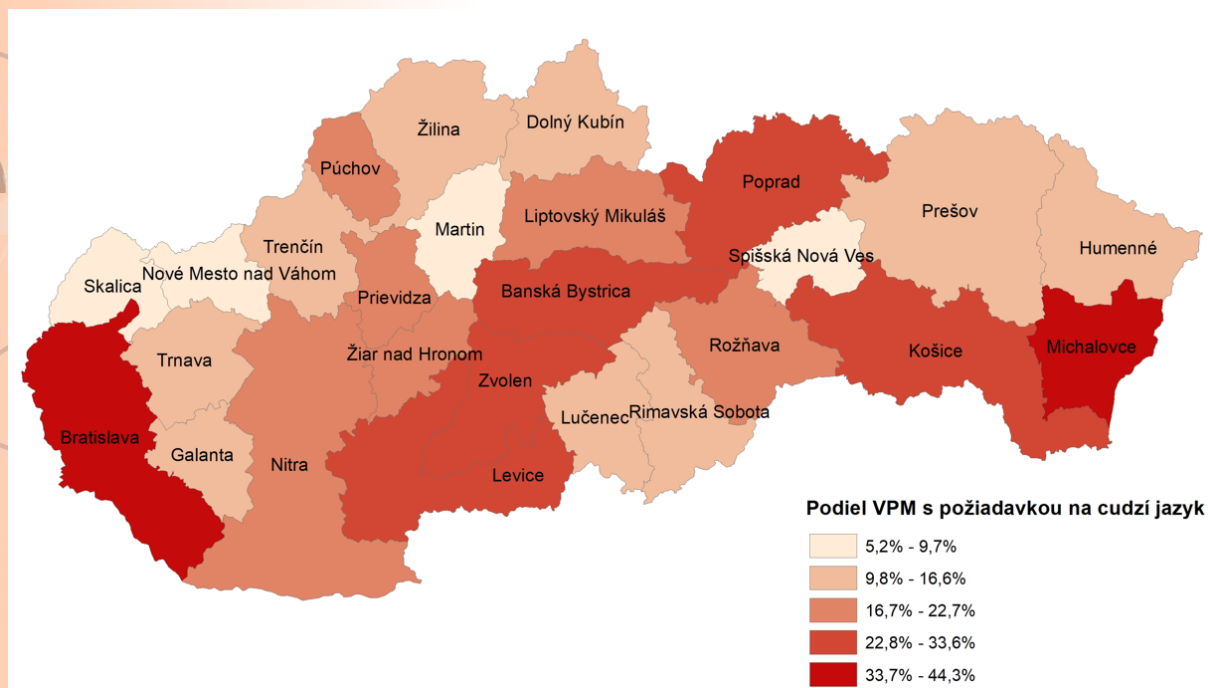 Dolný Kubín
Žilina
Púchov
Poprad
Prešov
Liptovský Mikuláš
Martin
Trenčín
Humenné
Spišská Nová Ves
Nové Mesto nad Váhom
Skalica
Banská Bystrica
Prievidza
Rožňava
Košice
Michalovce
Žiar nad Hronom
Trnava
Zvolen
Lučenec
Rimavská Sobota
Bratislava
Galanta
Nitra
Levice
Podiel VPM s požiadavkou na cudzí jazyk
5,2% - 9,7%
9,8% - 16,6%
16,7% - 22,7%
22,8% - 33,6%
33,7% - 44,3%